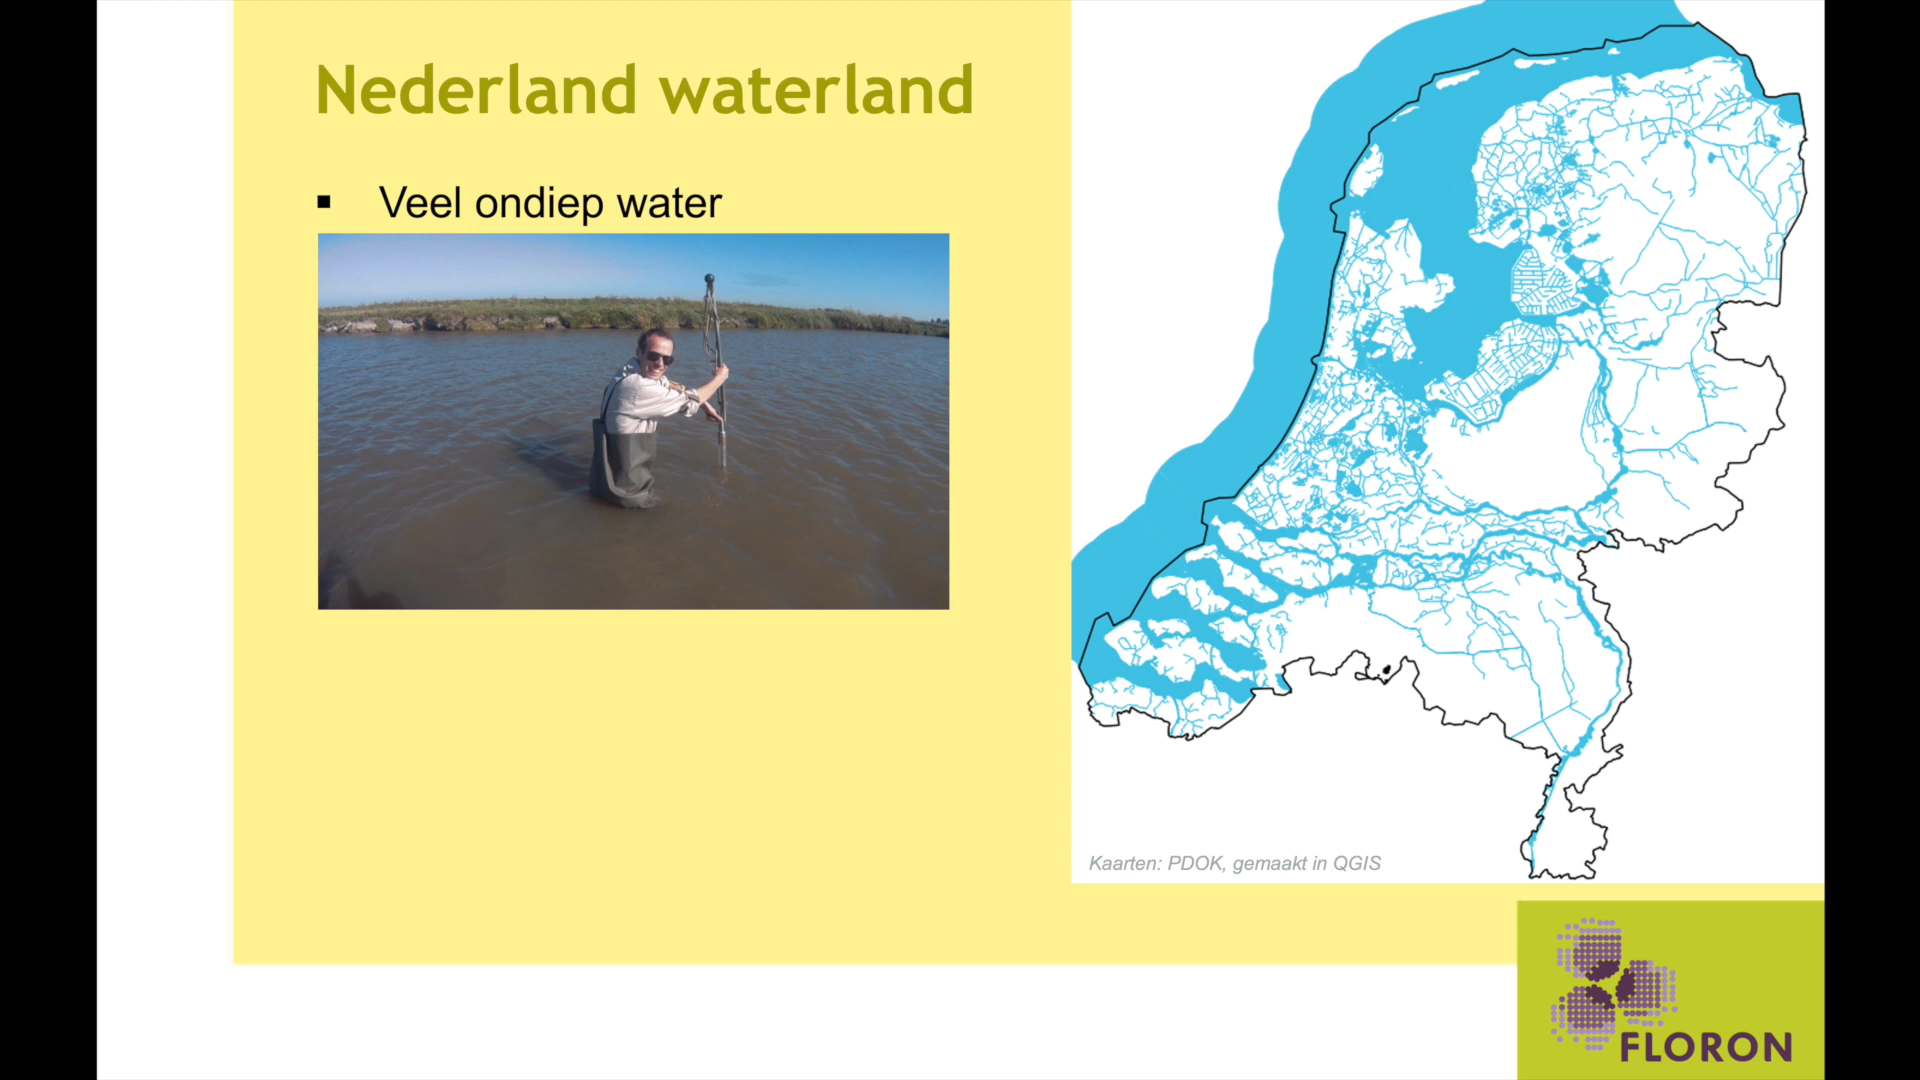 Nederland waterland
▪ Veel ondiep water
Kaarten: PDOK, gemaakt in QGIS
FLORON